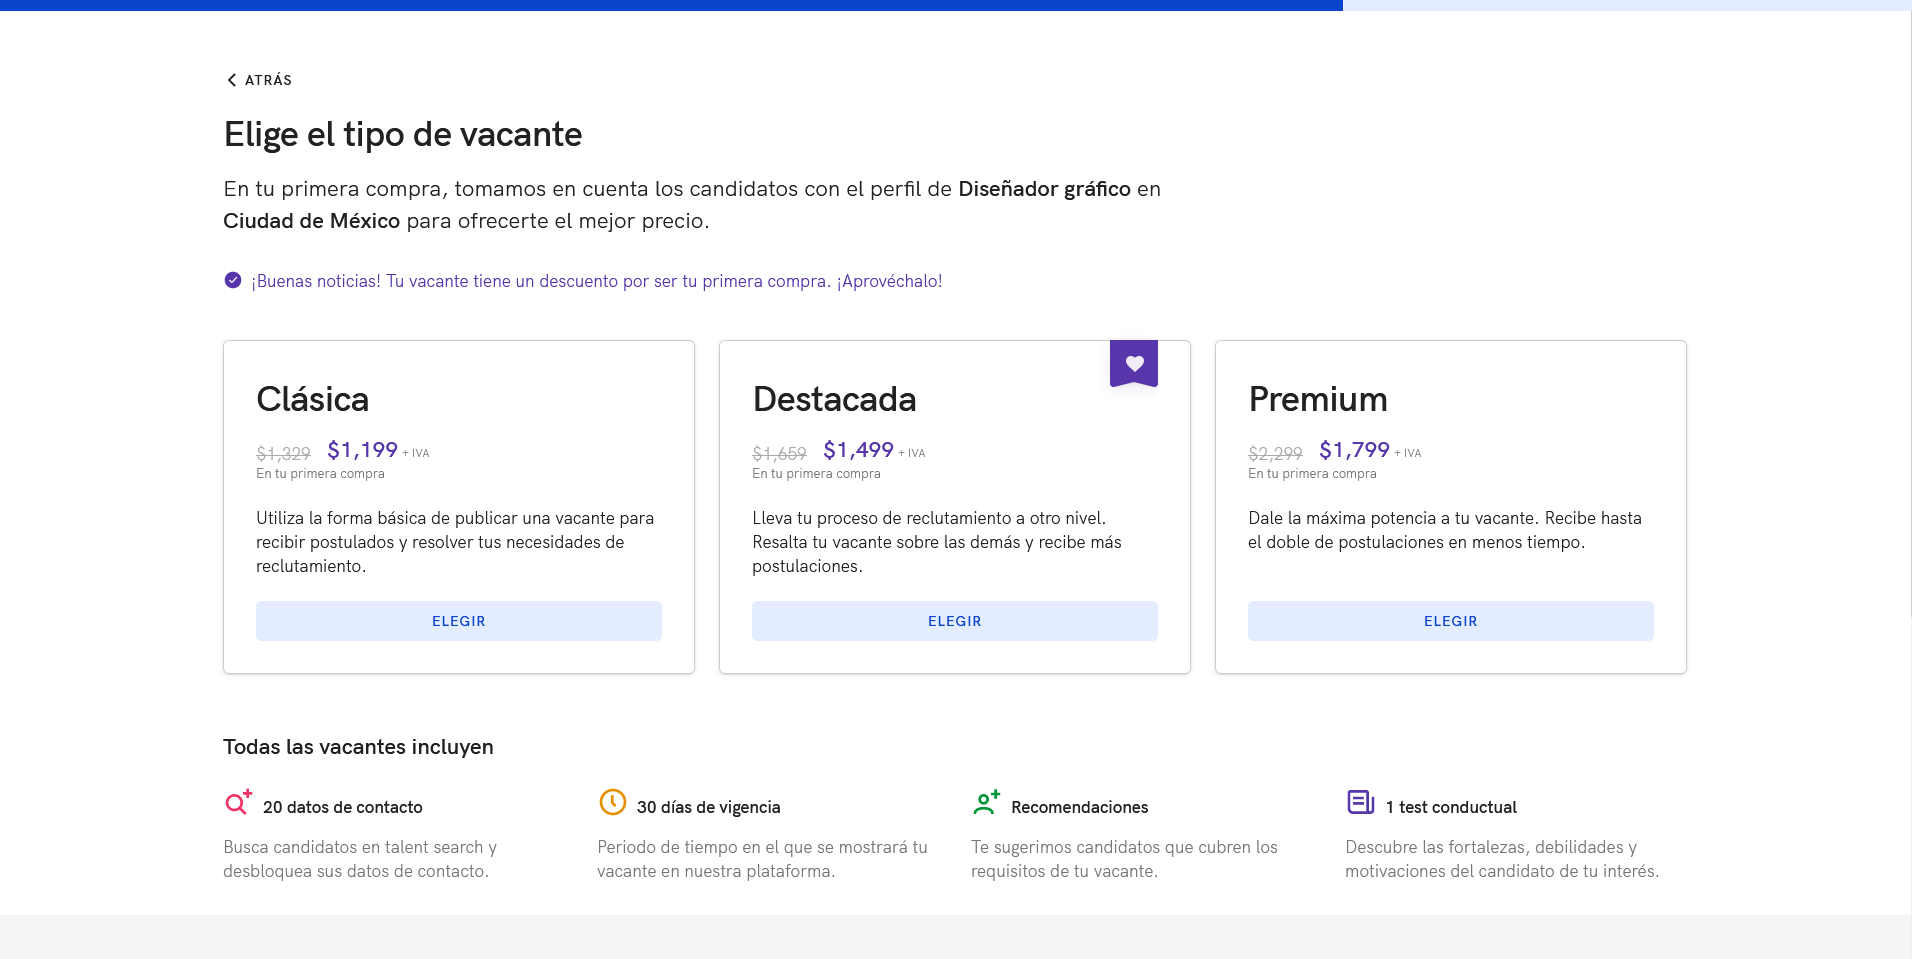 ATRÁS
Elige el tipo de vacante
En tu primera compra, tomamos en cuenta los candidatos con el perfil de Diseñador gráfico en
Ciudad de México para ofrecerte el mejor precio.
¡Buenas noticias! Tu vacante tiene un descuento por ser tu primera compra. ¡Aprovéchalo!
Clásica
$1,329 $1,199 + IVA
En tu primera compra
Utiliza la forma básica de publicar una vacante para
recibir postulados y resolver tus necesidades de
reclutamiento.
ELEGIR
Destacada
$1,659 $1,499 + IVA
En tu primera compra
Lleva tu proceso de reclutamiento a otro nivel.
Resalta tu vacante sobre las demás y recibe más
postulaciones.
ELEGIR
Premium
$2,299 $1,799 + IVA
En tu primera compra
Dale la máxima potencia a tu vacante. Recibe hasta
el doble de postulaciones en menos tiempo.
ELEGIR
Todas las vacantes incluyen
20 datos de contacto
Busca candidatos en talent search y
desbloquea sus datos de contacto.
30 días de vigencia
Periodo de tiempo en el que se mostrará tu
vacante en nuestra plataforma.
Recomendaciones
Te sugerimos candidatos que cubren los
requisitos de tu vacante.
1 test conductual
Descubre las fortalezas, debilidades y
motivaciones del candidato de tu interés.